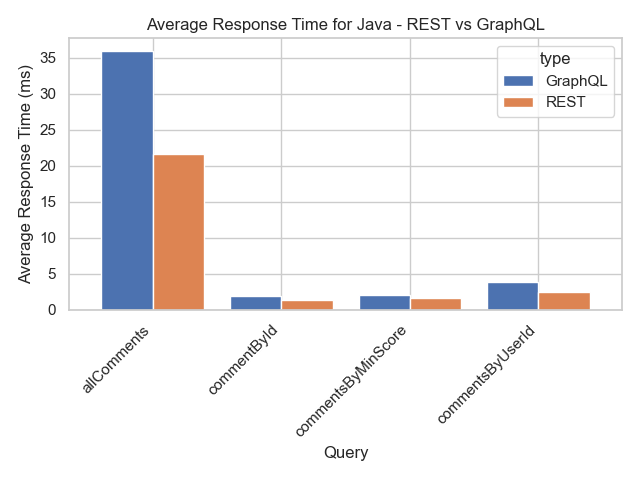 Average Response Time for Java - REST vs GraphQL
Average Response Time (ms)
35
30
25
20
15
10
5
0
type
GraphQL
REST
allComments
commentById
commentsByMinScore
commentsByUserId
Query